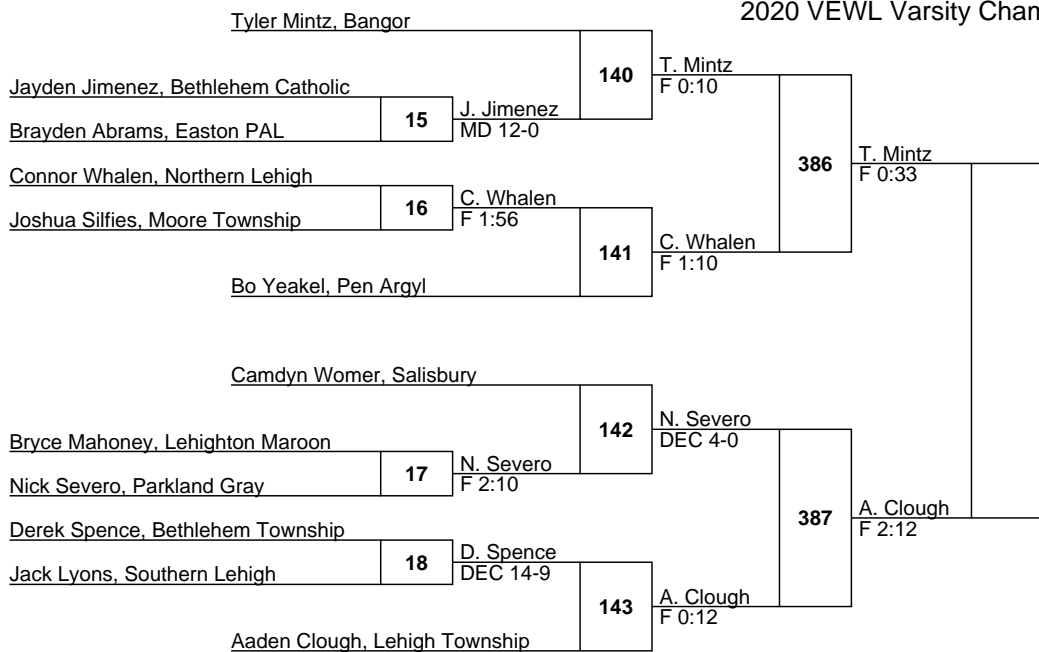 2020 VEWL Varsity Cham
Tyler Mintz, Bangor
140
T. Mintz
F 0:10
Jayden Jimenez, Bethlehem Catholic
15
J. Jimenez
MD 12-0
Brayden Abrams, Easton PAL
386
T. Mintz
F 0:33
Connor Whalen, Northern Lehigh
16
C. Whalen
F 1:56
Joshua Silfies, Moore Township
141
C. Whalen
F 1:10
Bo Yeakel, Pen Argyl
Camdyn Womer, Salisbury
142
N. Severo
DEC 4-0
Bryce Mahoney, Lehighton Maroon
17
N. Severo
F 2:10
Nick Severo, Parkland Gray
387
A. Clough
F 2:12
Derek Spence, Bethlehem Township
18
D. Spence
DEC 14-9
Jack Lyons, Southern Lehigh
143
A. Clough
F 0:12
Aaden Clough, Lehigh Township